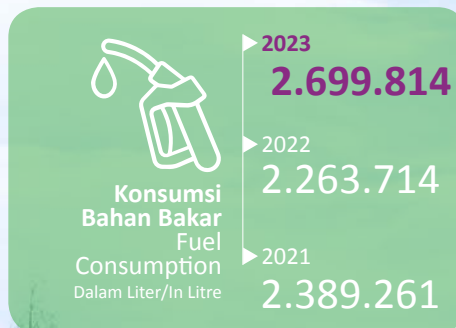 Konsumsi
Bahan Bakar
Fuel
Consumption
Dalam Liter/In Litre
2023
2.699.814
2022
2.263.714
2021
2.389.261